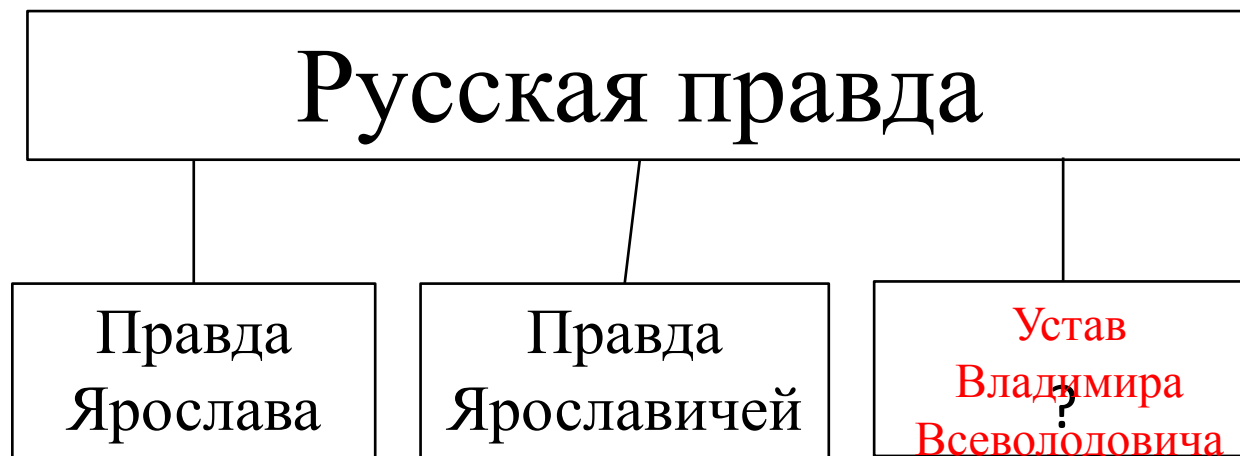 Русская правда
Правда
Ярослава
Правда
Ярославичей
Устав
Владимира
?
Всеволодовича